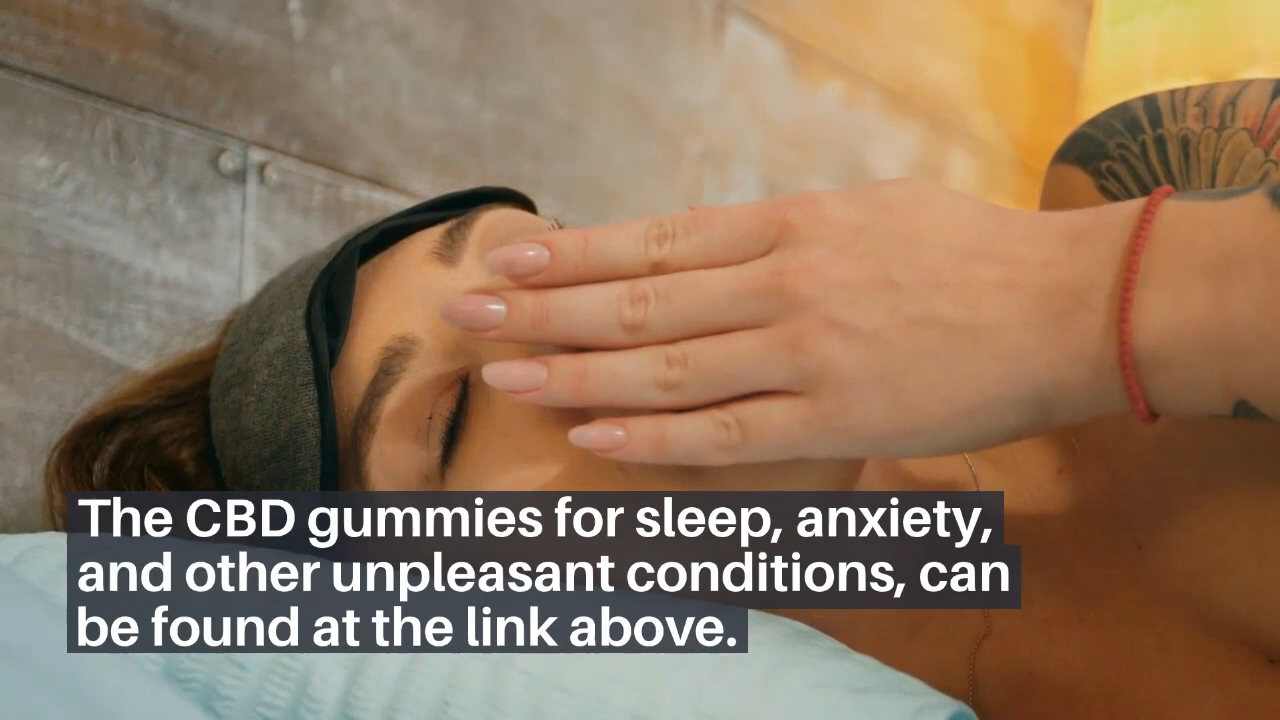 The CBD gummies for sleep, anxiety,
and other unpleasant conditions, can
be found at the link above.